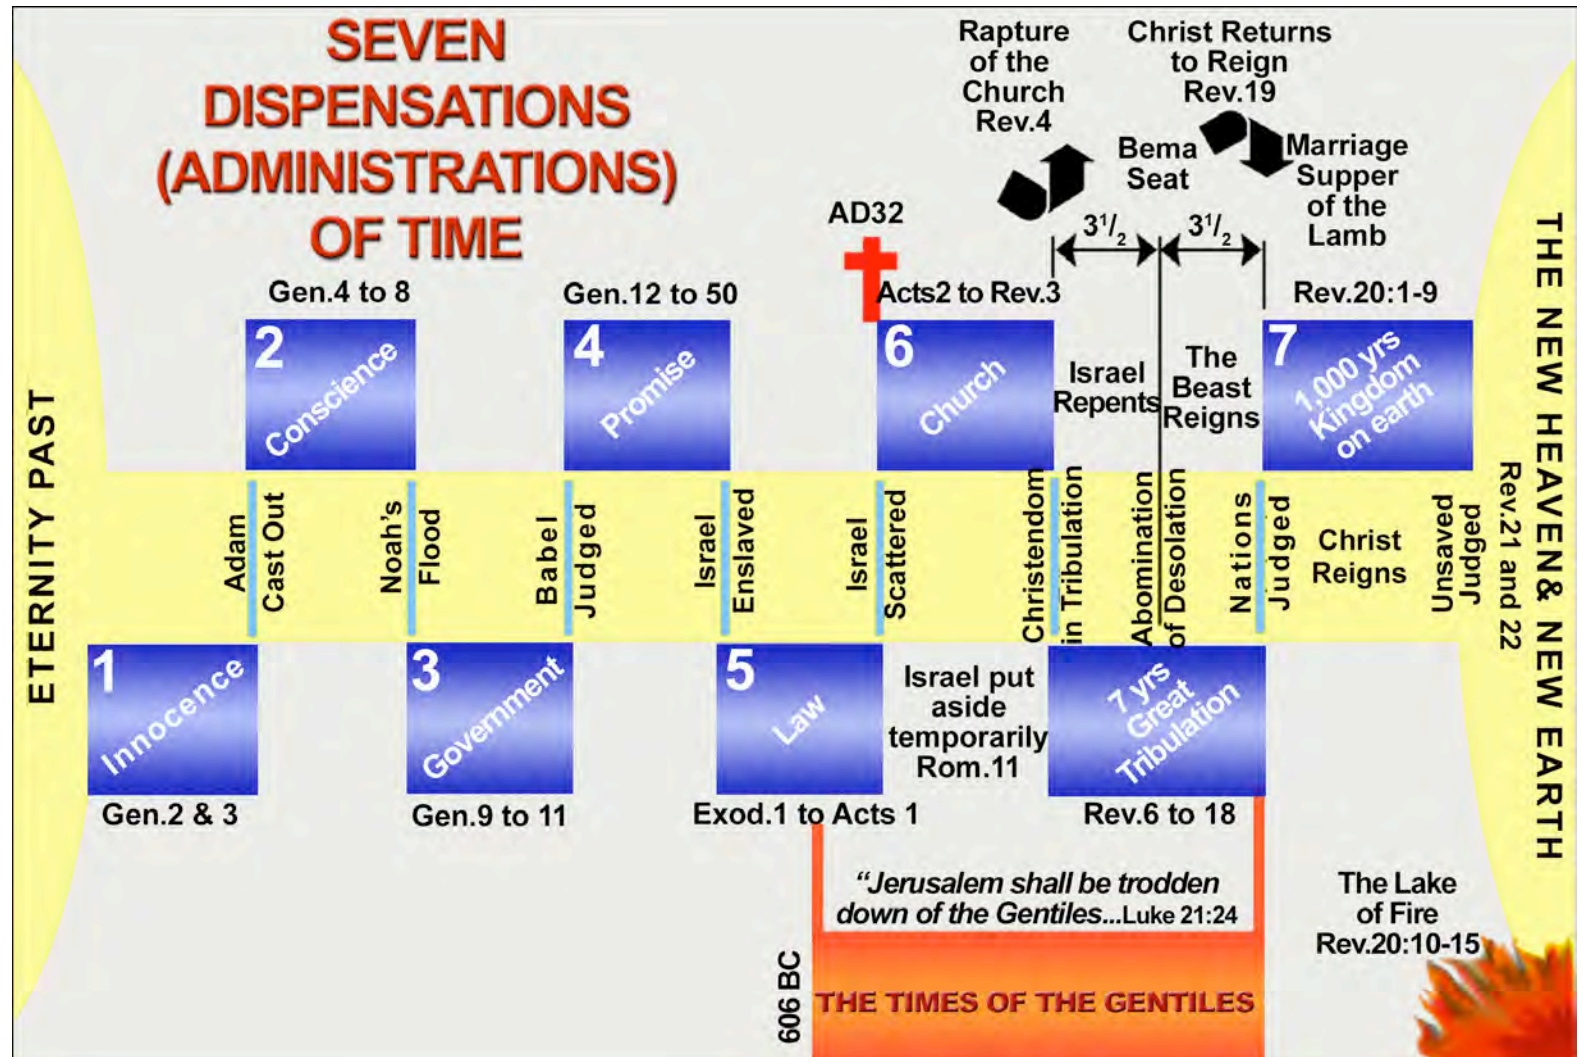 SEVEN
DISPENSATIONS
(ADMINISTRATIONS)
OF TIME
Rapture
of the
Church
Rev.4
Christ Returns
to Reign
Rev.19
Bema
Seat
Marriage
Supper
of the
Lamb
AD32
3 1/2
3 1/2
Gen.4 to 8
Gen.12 to 50
Acts2 to Rev.3
Rev.20:1-9
2
Conscience
4
Promise
6
Church
Israel
Repents
The
Beast
Reigns
7
1,000 yrs
Kingdom
on earth
ETERNITY PAST
Adam
Cast Out
Noah's
Flood
Babel
Judged
Israel
Enslaved
Israel
Scattered
Christendom
in Tribulation
Abomination
of Desolation
Nations
Judged
Christ
Reigns
Unsaved
Judged
Rev.21 and 22
THE NEW HEAVEN& NEW EARTH
1
Innocence
3
Government
5
Law
Israel put
aside
temporarily
Rom.11
7 yrs
Great
Tribulation
Gen.2 & 3
Gen.9 to 11
Exod.1 to Acts 1
Rev.6 to 18
“Jerusalem shall be trodden
down of the Gentiles...Luke 21:24
606 BC
THE TIMES OF THE GENTILES
The Lake
of Fire
Rev.20:10-15